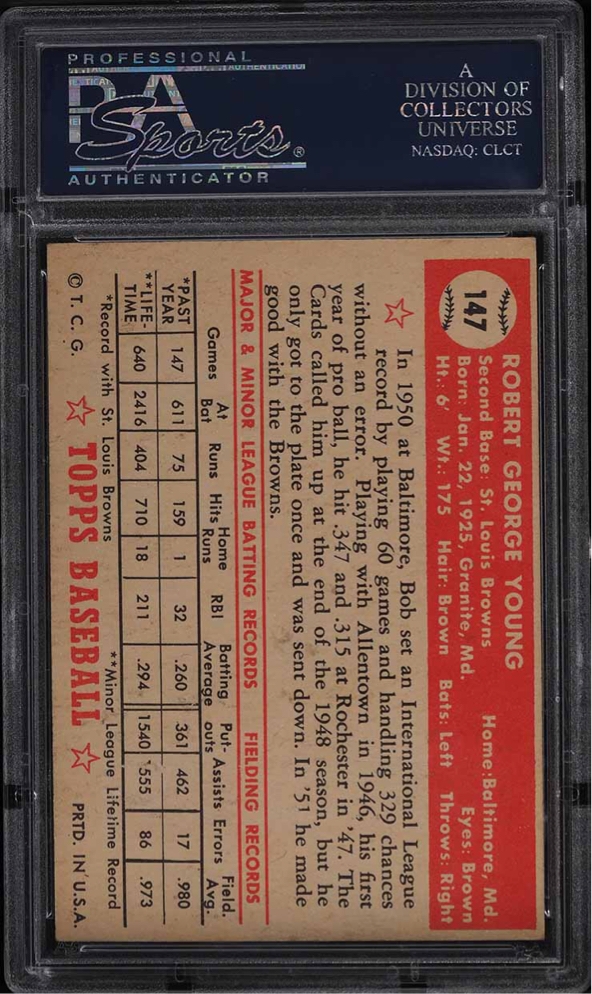 PROFESSIONAL
PSA
Sports®
AUTHENTICATOR
A
DIVISION OF
COLLECTORS
UNIVERSE
NASDAQ: CLCT
147
ROBERT GEORGE YOUNG
Second Base: St. Louis Browns Home: Baltimore, Md.
Born: Jan. 22, 1925, Granite, Md. Eyes: Brown
Ht.: 6' Wt.: 175 Hair: Brown Bats: Left Throws: Right
In 1950 at Baltimore, Bob set an International League
record by playing 60 games and handling 329 chances
without an error. Playing with Allentown in 1946, his first
year of pro ball, he hit .347 and .315 at Rochester in '47. The
Cards called him up at the end of the 1948 season, but he
only got to the plate once and was sent down. In '51 he made
good with the Browns.
MAJOR & MINOR LEAGUE BATTING RECORDS FIELDING RECORDS
Games At Bat Runs Hits Home Runs RBI Batting Average Put-outs Assists Errors Field. Avg.
*PAST YEAR 147 611 75 159 1 32 .260 361 462 17 .980
**LIFE-TIME 640 2416 404 710 18 211 .294 1540 555 86 .973
*Record with St. Louis Browns **Minor League Lifetime Record
© T. C. G. TOPPS BASEBALL PRTD. IN U.S.A.